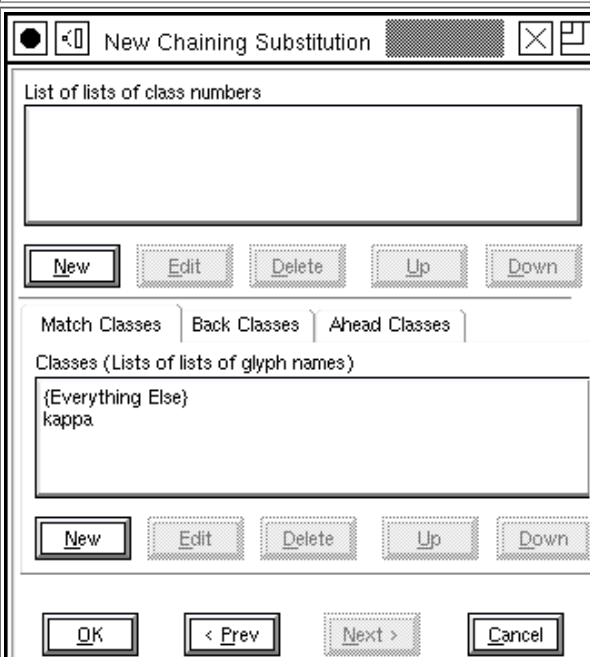 New Chaining Substitution
List of lists of class numbers
New Edit Delete Up Down
Match Classes Back Classes Ahead Classes
Classes (Lists of lists of glyph names)
{Everything Else}
kappa
New Edit Delete Up Down
OK < Prev Next > Cancel